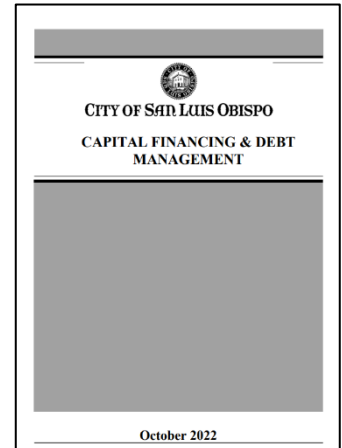 CITY OF SAN LUIS OBISPO
CAPITAL FINANCING & DEBT
MANAGEMENT
October 2022